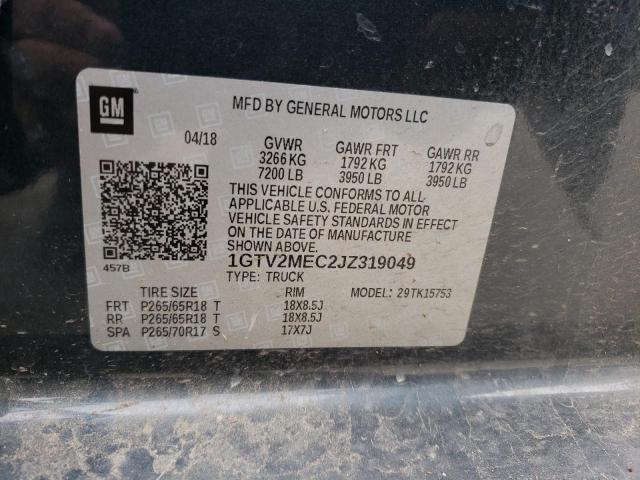 GM
MFD BY GENERAL MOTORS LLC
04/18
GVWR GAWR FRT GAWR RR
3266 KG 1792 KG 1792 KG
7200 LB 3950 LB 3950 LB
THIS VEHICLE CONFORMS TO ALL
APPLICABLE U.S. FEDERAL MOTOR
VEHICLE SAFETY STANDARDS IN EFFECT
ON THE DATE OF MANUFACTURE
SHOWN ABOVE.
457B
1GTV2MEC2JZ319049
TYPE: TRUCK
TIRE SIZE RIM MODEL: 29TK15753
FRT P265/65R18 T 18X8.5J
RR P265/65R18 T 18X8.5J
SPA P265/70R17 S 17X7J